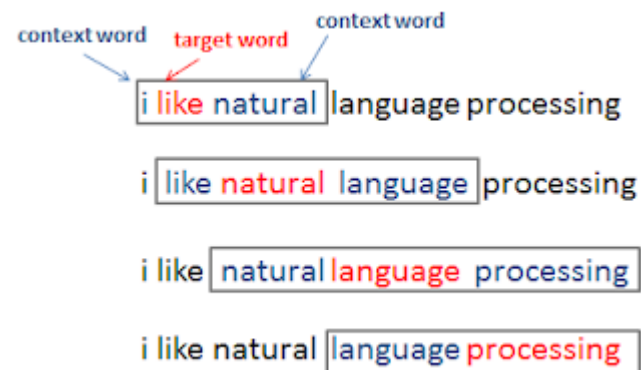 context word
target word
context word
i like natural language processing
i like natural language processing
i like natural language processing
i like natural language processing